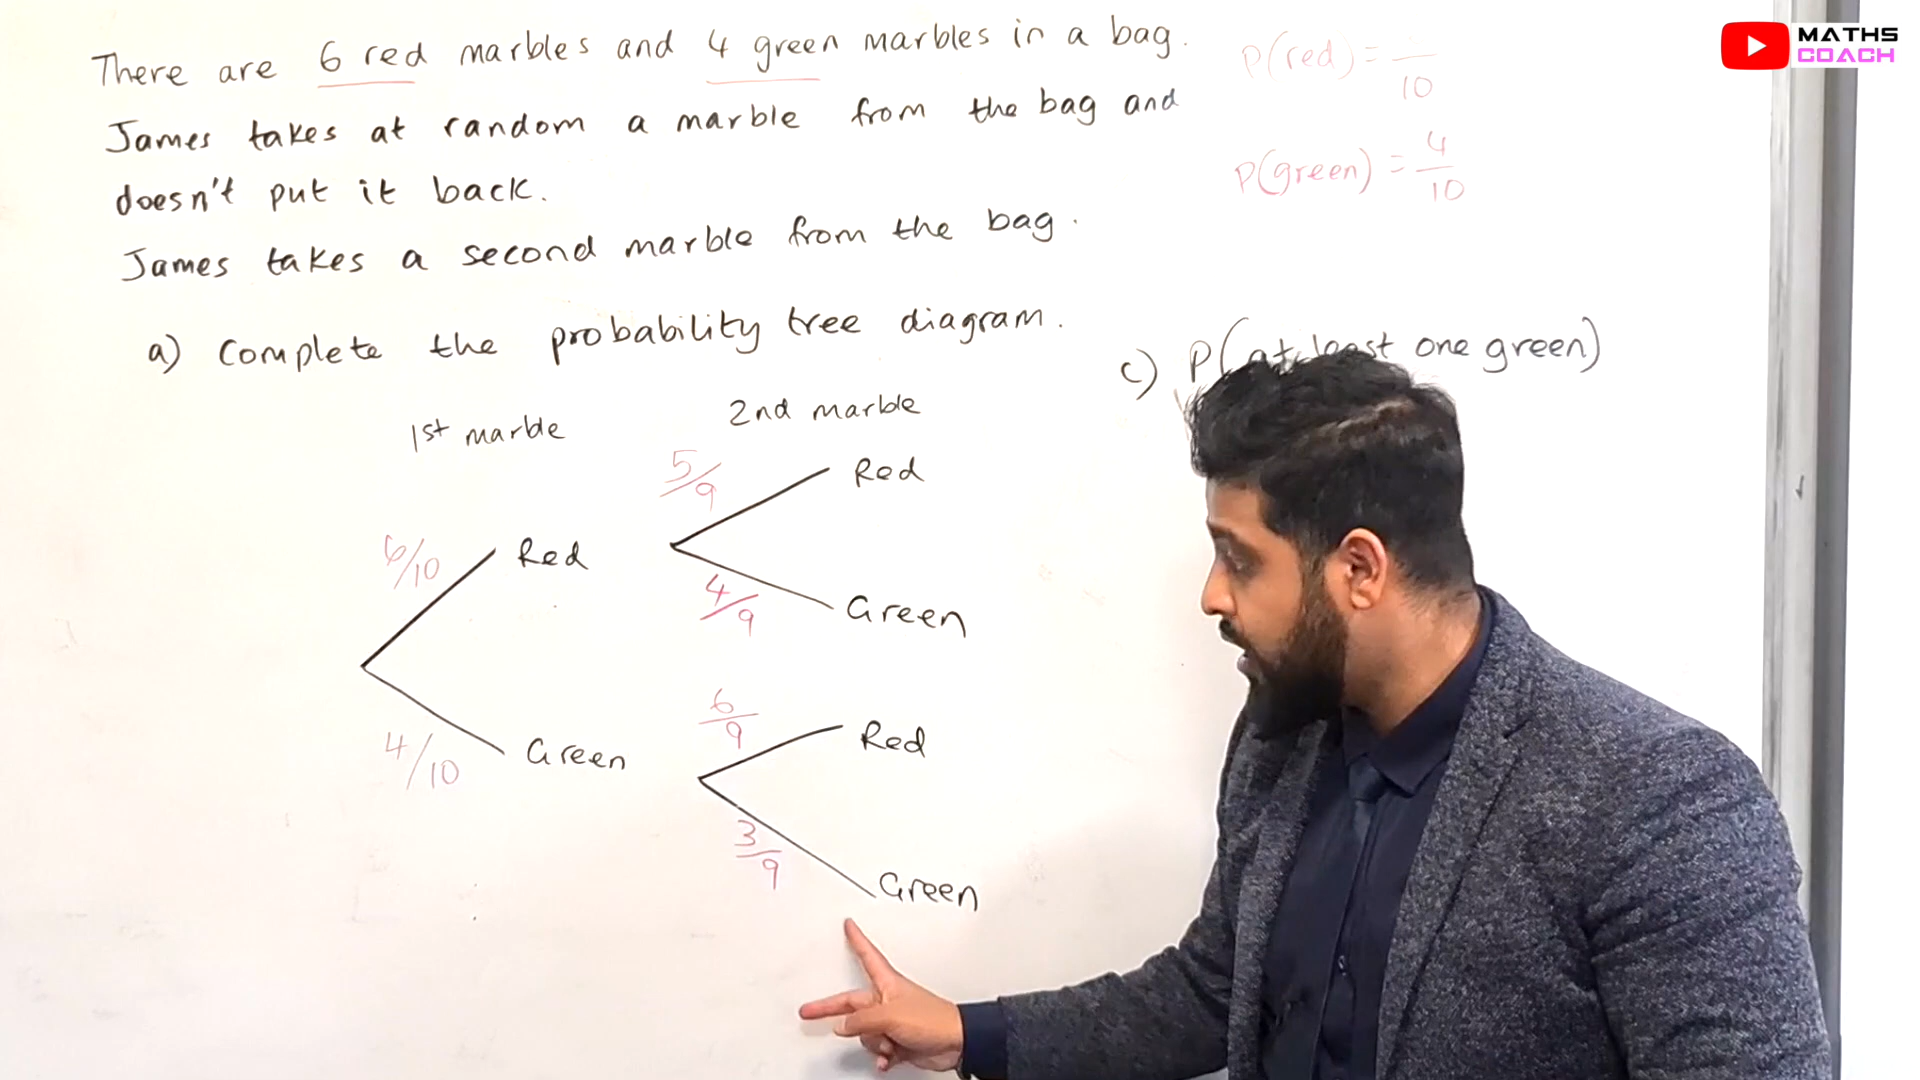 There are 6 red marbles and 4 green marbles in a bag.
James takes at random a marble from the bag and
doesn't put it back.
James takes a second marble from the bag.
a) Complete the probability tree diagram.
P(red) = /10
P(green) = 4/10
MATHS
COACH
c) P(at least one green)
1st marble
2nd marble
5/9
Red
6/10
Red
4/9
Green
6/9
Red
4/10
Green
3/9
Green